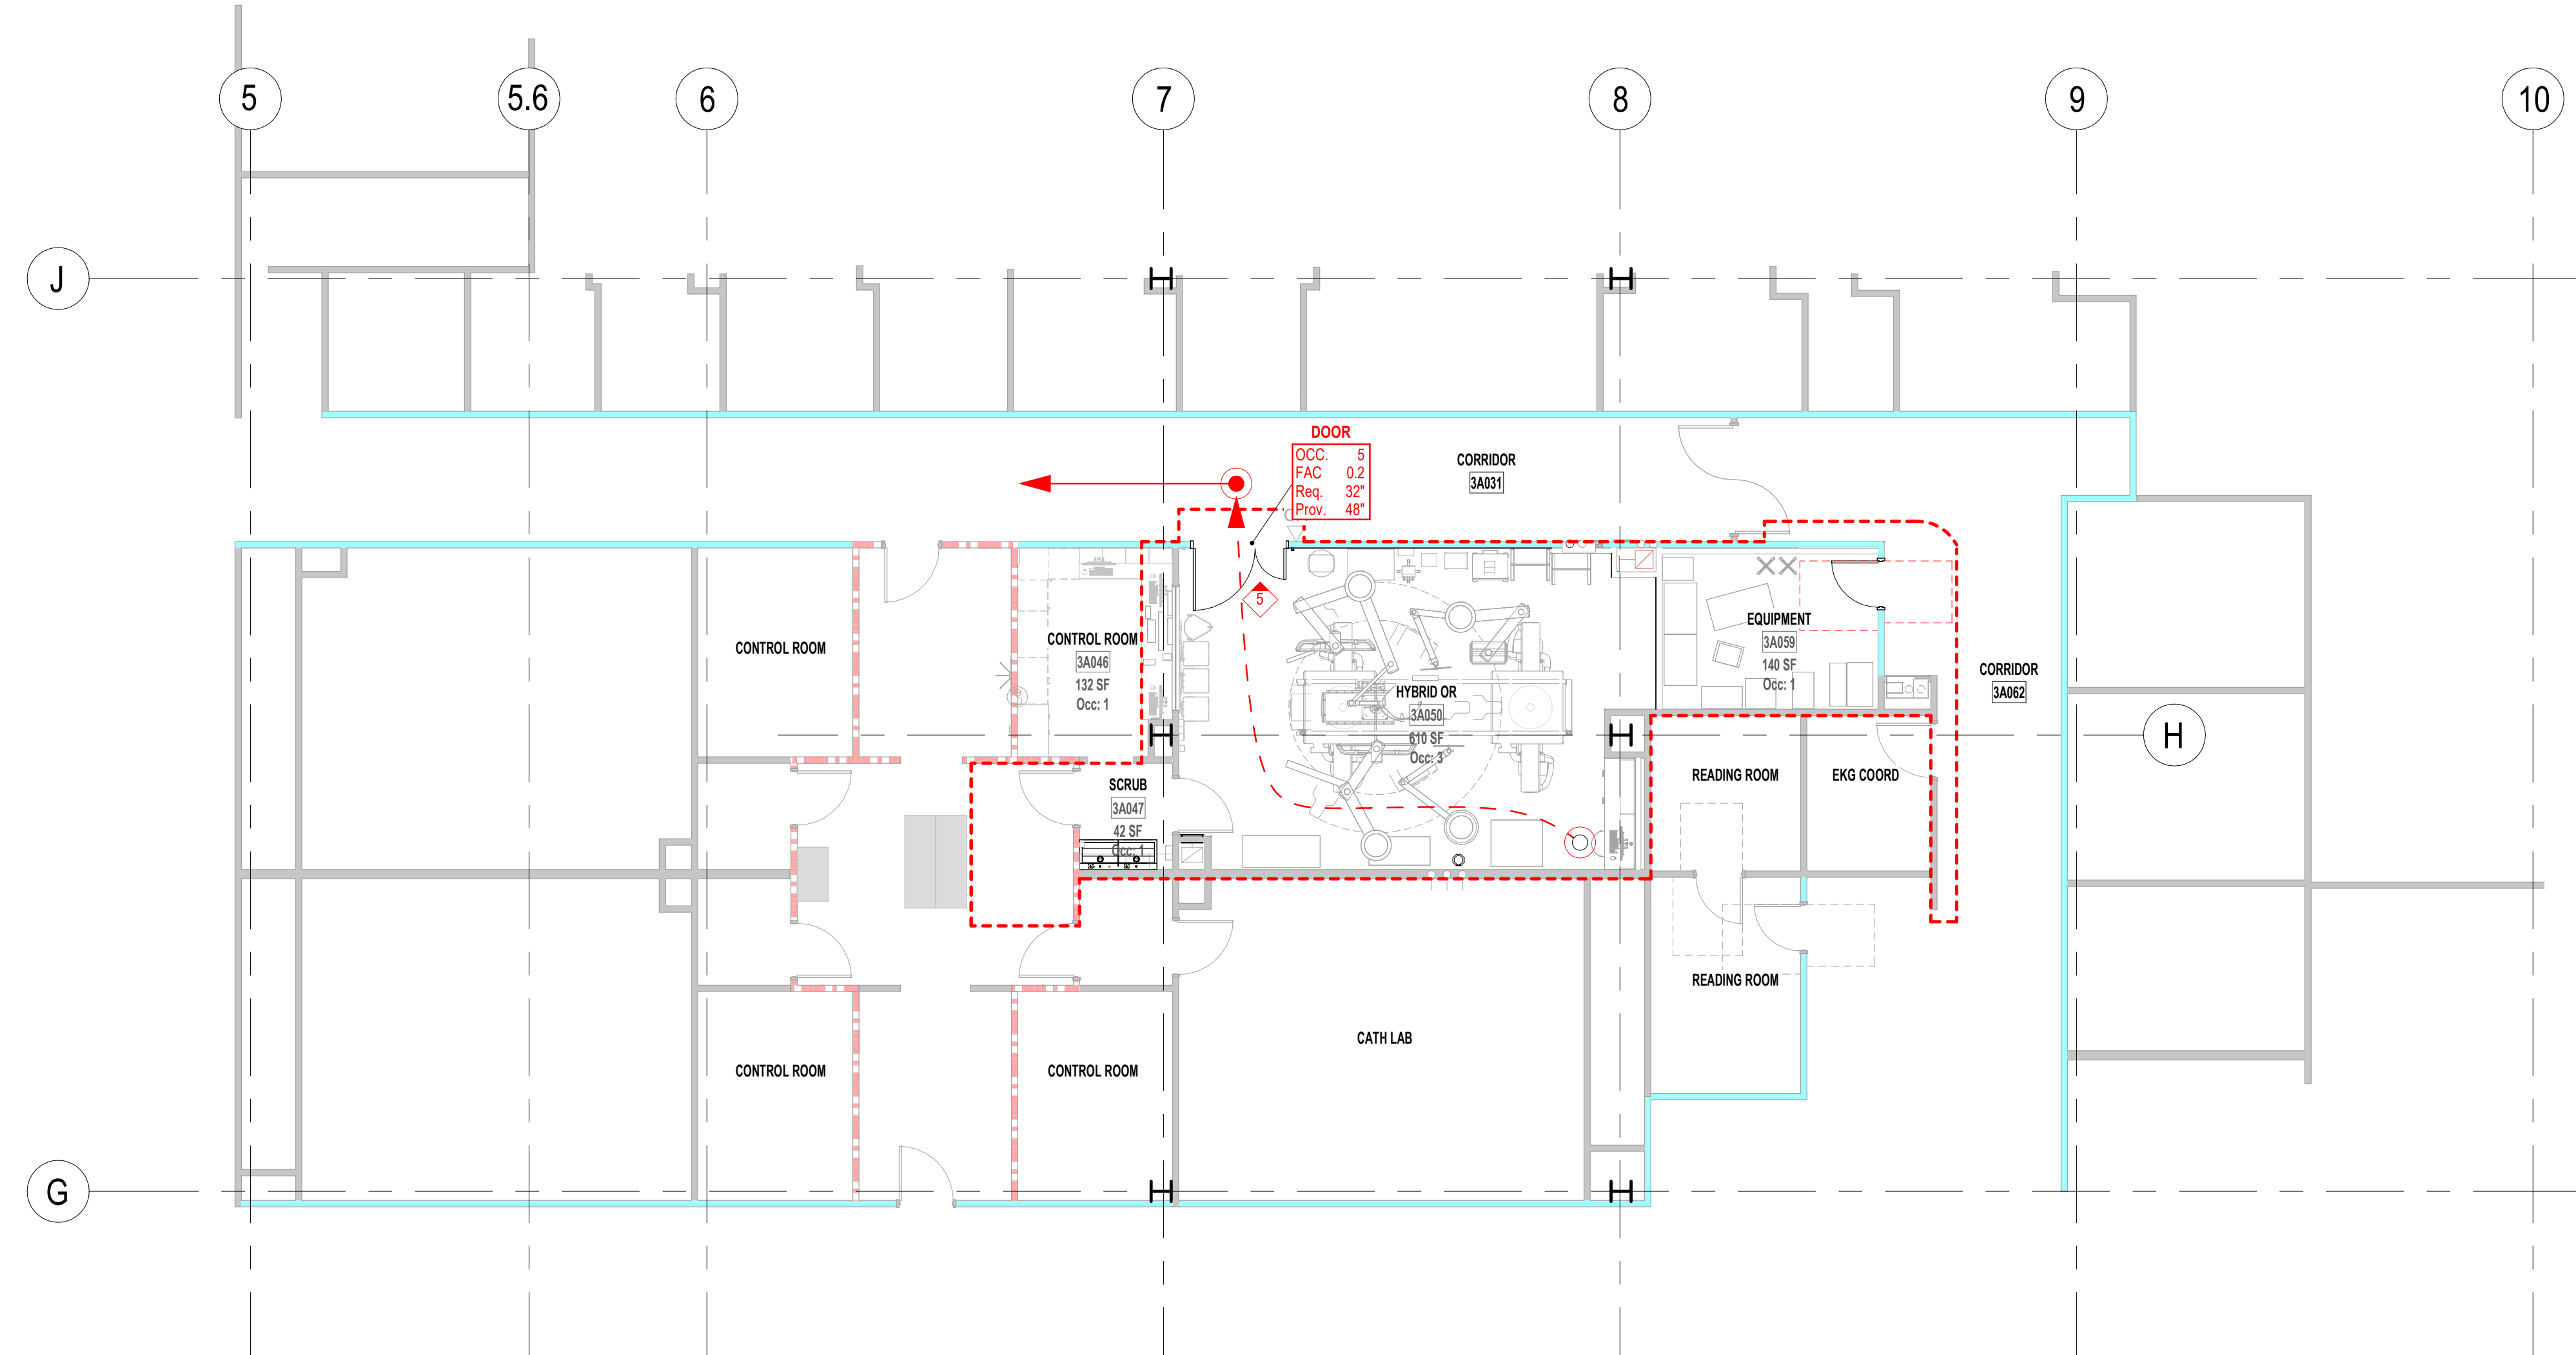 5
5.6
6
7
8
9
10
J
DOOR
OCC. 5
FAC 0.2
Req. 32"
Prov. 48"
CORRIDOR
3A031
5
CONTROL ROOM
CONTROL ROOM
3A046
132 SF
Occ: 1
EQUIPMENT
3A059
140 SF
Occ: 1
CORRIDOR
3A062
HYBRID OR
3A050
610 SF
Occ: 3
H
SCRUB
3A047
42 SF
Occ: 1
READING ROOM
EKG COORD
READING ROOM
CATH LAB
CONTROL ROOM
CONTROL ROOM
G